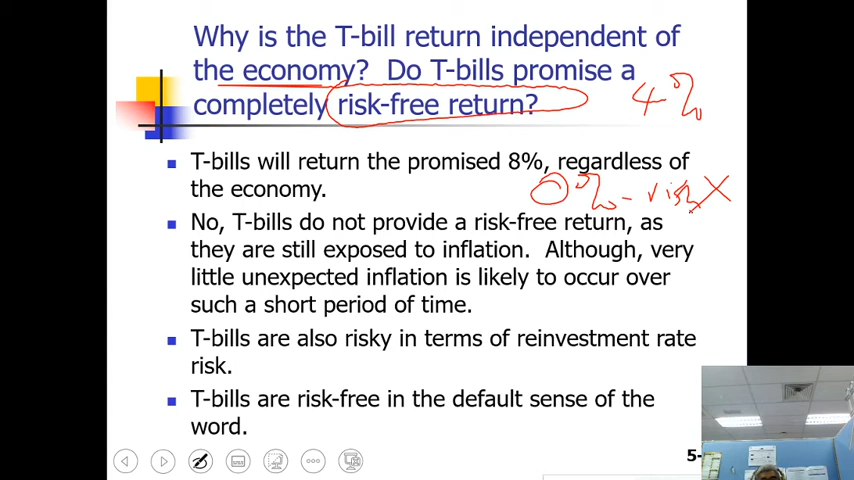 Why is the T-bill return independent of
the economy? Do T-bills promise a
completely risk-free return?
4%
T-bills will return the promised 8%, regardless of
the economy.
0% - risk X
No, T-bills do not provide a risk-free return, as
they are still exposed to inflation. Although, very
little unexpected inflation is likely to occur over
such a short period of time.
T-bills are also risky in terms of reinvestment rate
risk.
T-bills are risk-free in the default sense of the
word.
5-